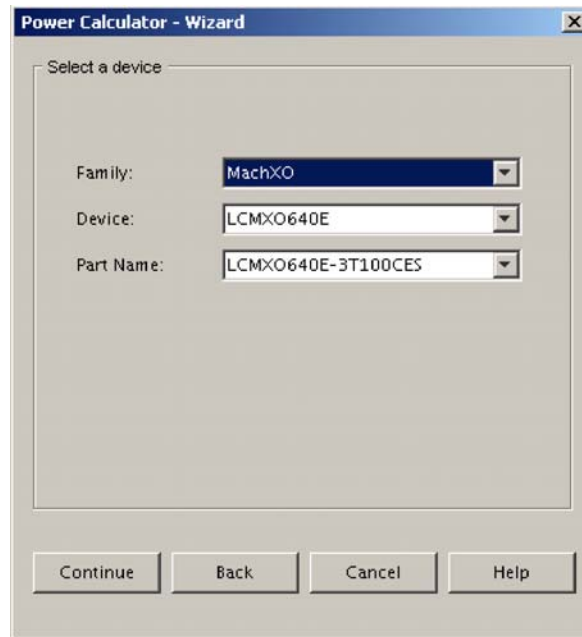 Power Calculator - Wizard
Select a device
Family: MachXO
Device: LCMXO640E
Part Name: LCMXO640E-3T100CES
Continue Back Cancel Help